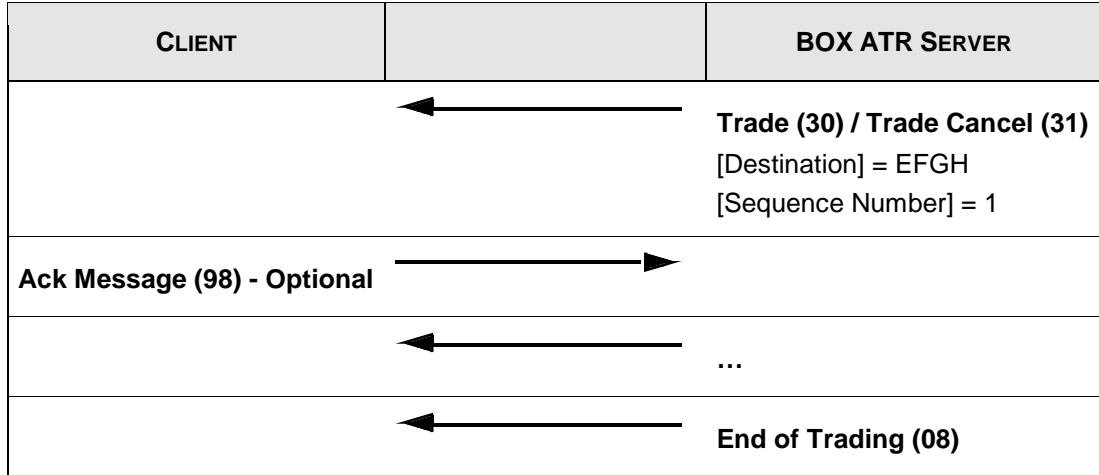 CLIENT
BOX ATR SERVER
Trade (30) / Trade Cancel (31)
[Destination] = EFGH
[Sequence Number] = 1
Ack Message (98) - Optional
…
End of Trading (08)